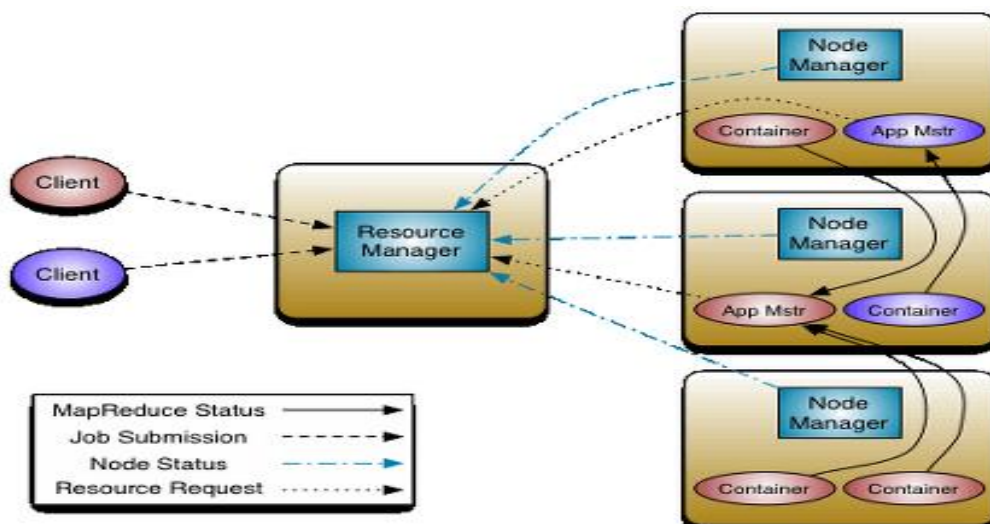 Node
Manager
Container
App Mstr
Client
Client
Resource
Manager
Node
Manager
App Mstr
Container
Node
Manager
Container
Container
MapReduce Status
Job Submission
Node Status
Resource Request